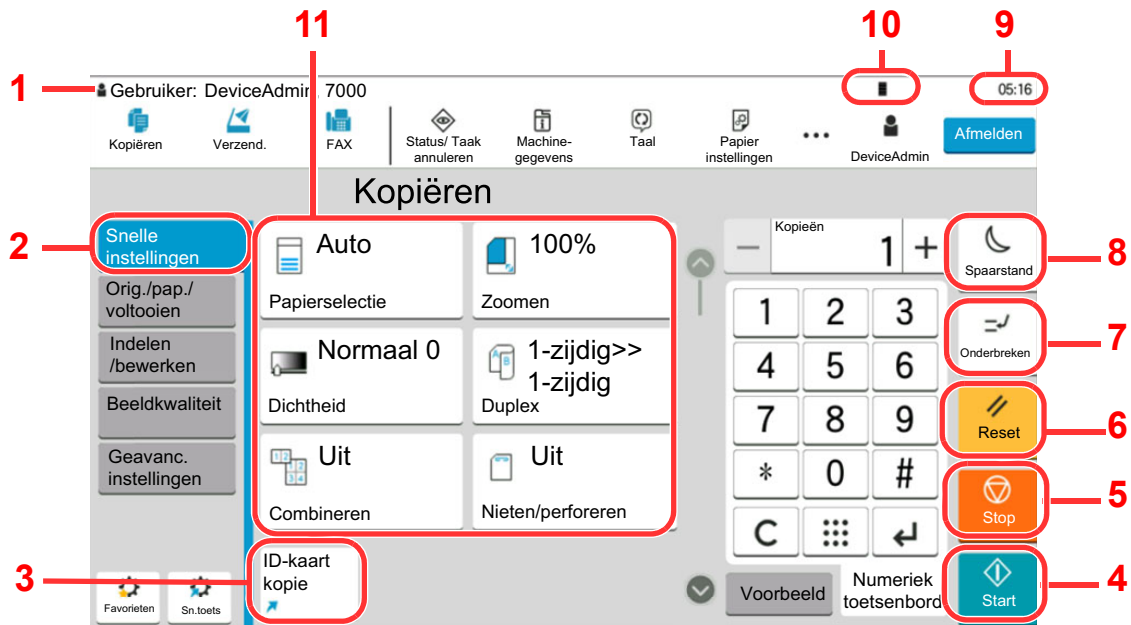 11
10
9
1
Gebruiker: DeviceAdmin, 7000
05:16
Kopiëren
Verzend.
FAX
Status/ Taak
annuleren
Machine-
gegevens
Taal
Papier
instellingen
DeviceAdmin
Afmelden
Kopiëren
2
Snelle
instellingen
Orig./pap./
voltooien
Indelen
/bewerken
Beeldkwaliteit
Geavanc.
instellingen
Auto
Papierselectie
100%
Zoomen
Normaal 0
Dichtheid
1-zijdig>>
1-zijdig
Duplex
Uit
Combineren
Uit
Nieten/perforeren
Kopieën
− 1 +
1 2 3
4 5 6
7 8 9
* 0 #
C
Spaarstand
8
Onderbreken
7
Reset
6
Stop
5
3
ID-kaart
kopie
Favorieten
Sn.toets
Voorbeeld
Numeriek
toetsenbord
Start
4